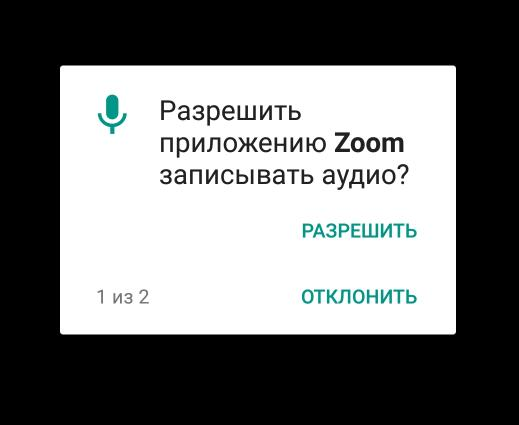 Разрешить
приложению Zoom
записывать аудио?
РАЗРЕШИТЬ
1 из 2
ОТКЛОНИТЬ